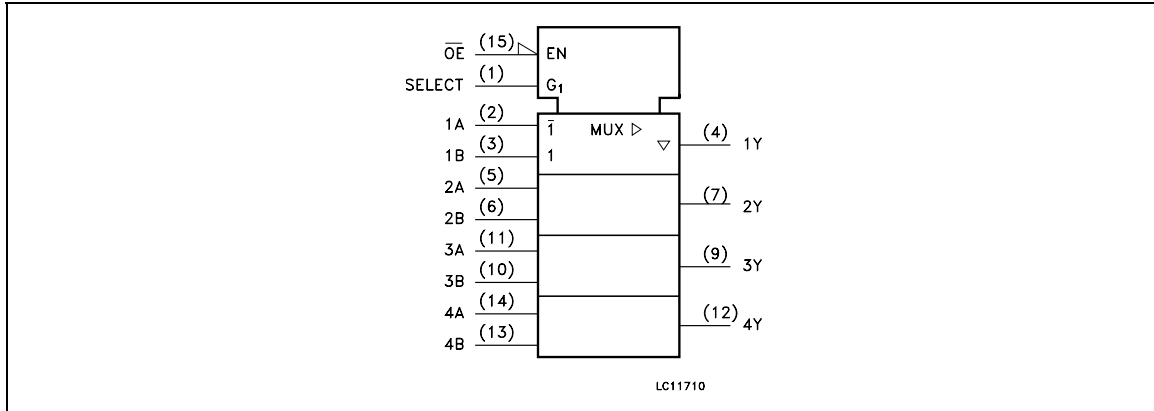 O̅E̅ (15) EN
SELECT (1) G1
1A (2) 1̅ MUX
1B (3) 1
(4) 1Y
2A (5)
2B (6)
(7) 2Y
3A (11)
3B (10)
(9) 3Y
4A (14)
4B (13)
(12) 4Y
LC11710